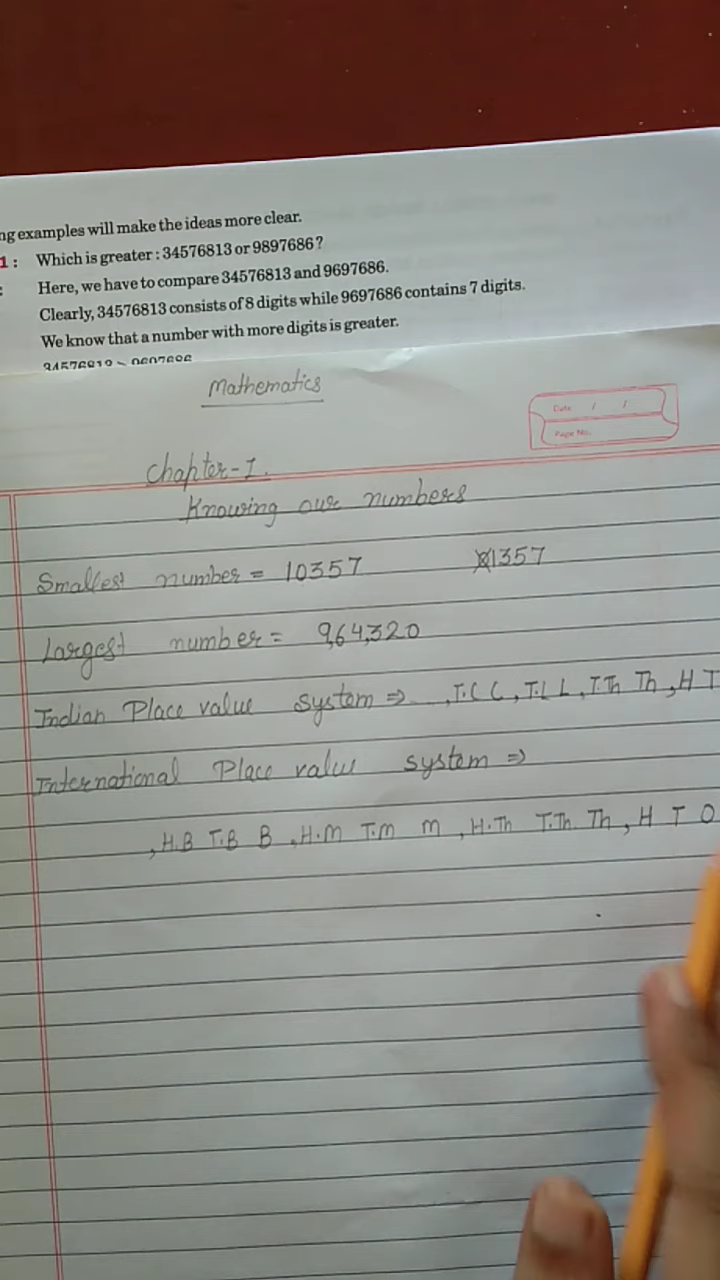 ng examples will make the ideas more clear.
1 : Which is greater : 34576813 or 9897686 ?
: Here, we have to compare 34576813 and 9697686.
Clearly, 34576813 consists of 8 digits while 9697686 contains 7 digits.
We know that a number with more digits is greater.
34576813 > 9697686
Mathematics
Date / /
Page No.
Chapter-I.
Knowing our numbers
Smallest number = 10357 01357
Largest number = 9,64,320
Indian Place value system ⇒ ,T.C C, T.L L, T.Th Th, H T
International Place value system ⇒
,H.B T.B B ,H.M T.M M ,H.Th T.Th. Th, H T O